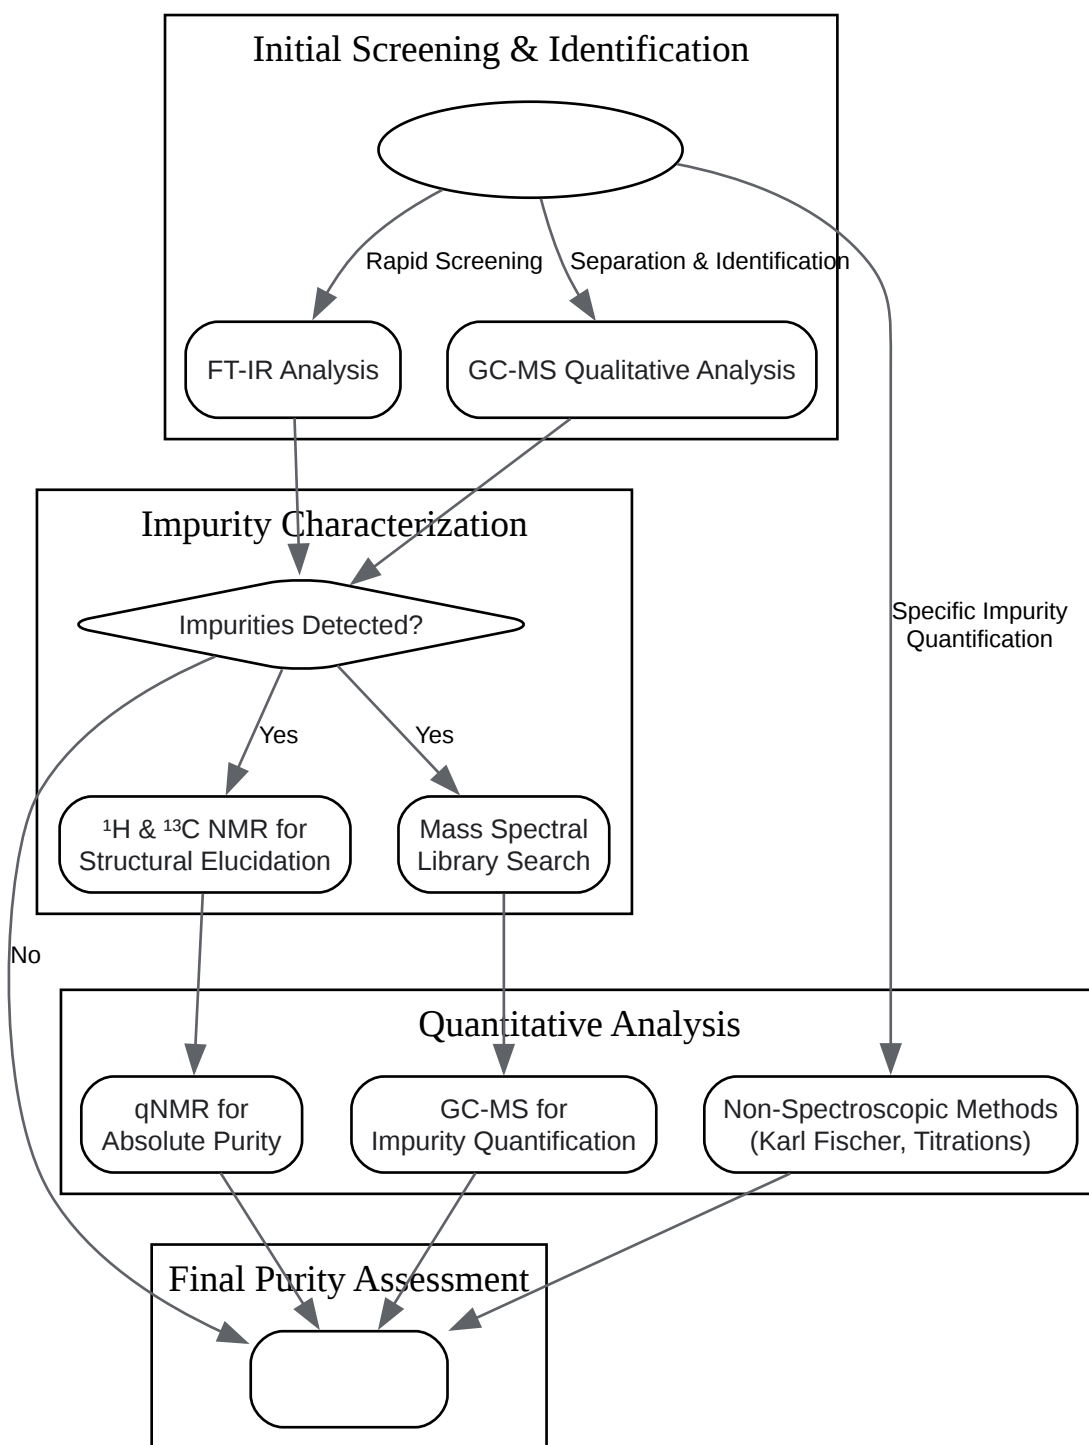 Initial Screening & Identification
Rapid Screening
Separation & Identification
FT-IR Analysis
GC-MS Qualitative Analysis
Impurity Characterization
Impurities Detected?
Specific Impurity
Quantification
Yes
Yes
¹H & ¹³C NMR for
Structural Elucidation
Mass Spectral
Library Search
No
Quantitative Analysis
qNMR for
Absolute Purity
GC-MS for
Impurity Quantification
Non-Spectroscopic Methods
(Karl Fischer, Titrations)
Final Purity Assessment